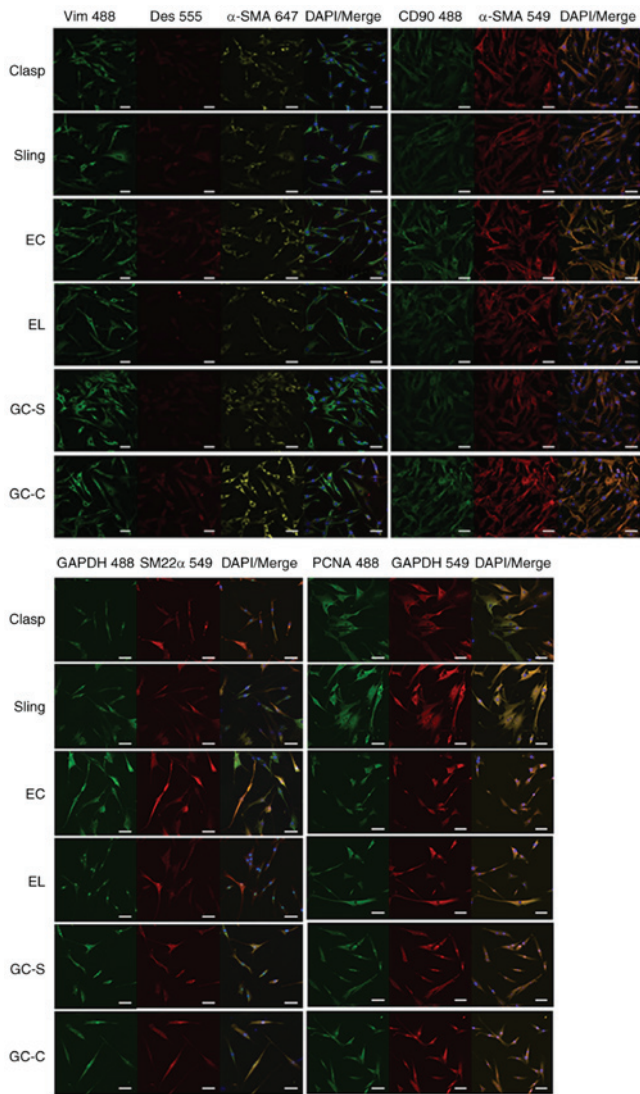 Vim 488 Des 555 α-SMA 647 DAPI/Merge CD90 488 α-SMA 549 DAPI/Merge
Clasp
Sling
EC
EL
GC-S
GC-C
GAPDH 488 SM22α 549 DAPI/Merge PCNA 488 GAPDH 549 DAPI/Merge
Clasp
Sling
EC
EL
GC-S
GC-C